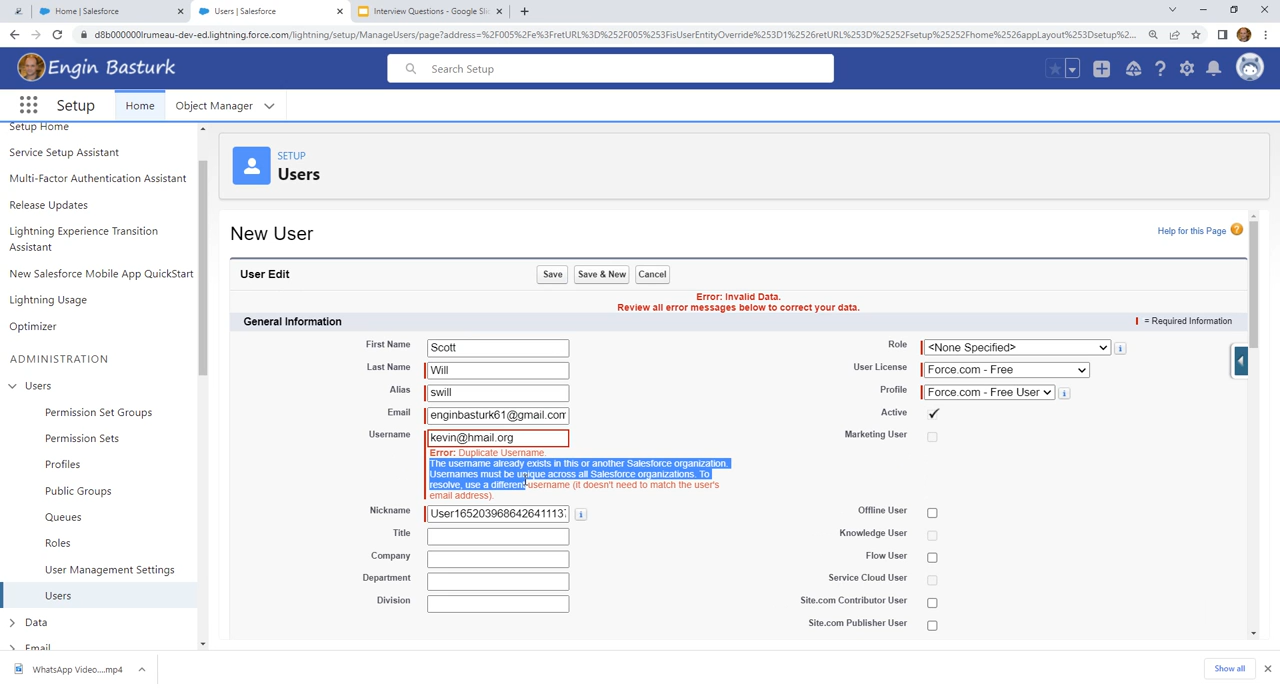 Home | Salesforce
Users | Salesforce
Interview Questions - Google Sli
d8b000000lrumeau-dev-ed.lightning.force.com/lightning/setup/ManageUsers/page?address=%2F005%2Fe%3FretURL%3D%252F005%253FisUserEntityOverride%253D1%2526retURL%253D%25252Fsetup%25252Fhome%2526appLayout%253Dsetup%2...
Engin Basturk
Search Setup
Setup
Home
Object Manager
Setup Home
Service Setup Assistant
Multi-Factor Authentication Assistant
Release Updates
Lightning Experience Transition
Assistant
New Salesforce Mobile App QuickStart
Lightning Usage
Optimizer
ADMINISTRATION
Users
Permission Set Groups
Permission Sets
Profiles
Public Groups
Queues
Roles
User Management Settings
Users
Data
Email
SETUP
Users
New User
Help for this Page
User Edit
Save
Save & New
Cancel
Error: Invalid Data.
Review all error messages below to correct your data.
General Information
= Required Information
First Name
Scott
Last Name
Will
Alias
swill
Email
enginbasturk61@gmail.com
Username
kevin@hmail.org
Error: Duplicate Username.
The username already exists in this or another Salesforce organization.
Usernames must be unique across all Salesforce organizations. To
resolve, use a different username (it doesn't need to match the user's
email address).
Nickname
User1652039686426411137
Title
Company
Department
Division
Role
<None Specified>
User License
Force.com - Free
Profile
Force.com - Free User
Active
Marketing User
Offline User
Knowledge User
Flow User
Service Cloud User
Site.com Contributor User
Site.com Publisher User
WhatsApp Video....mp4
Show all